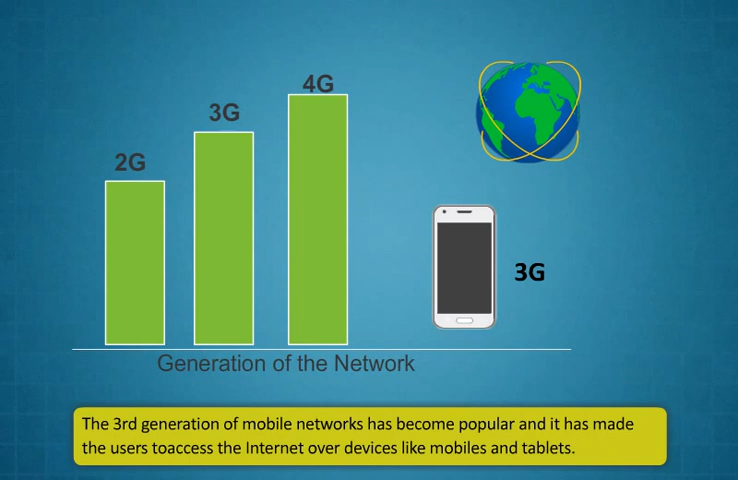 4G
3G
2G
3G
Generation of the Network
The 3rd generation of mobile networks has become popular and it has made
the users toaccess the Internet over devices like mobiles and tablets.